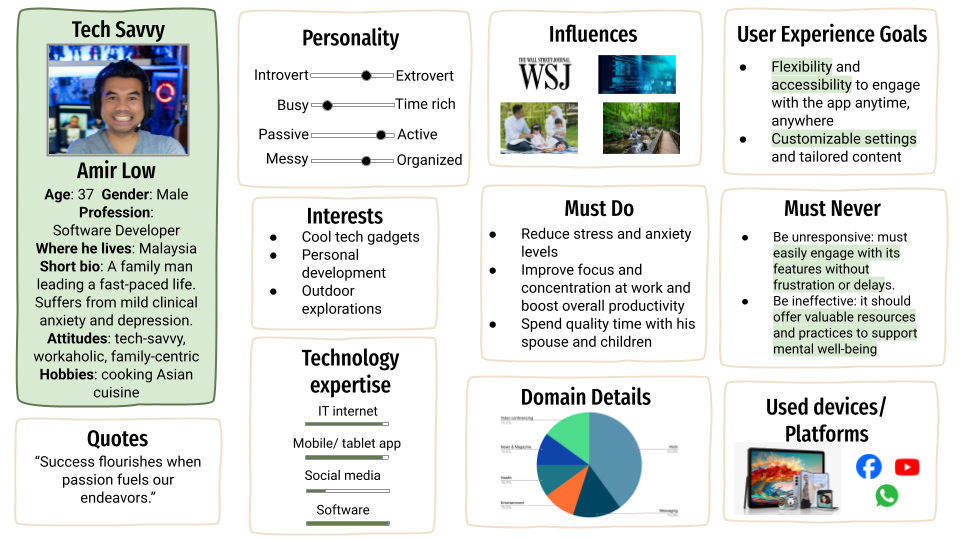 Tech Savvy
Amir Low
Age: 37 Gender: Male
Profession:
Software Developer
Where he lives: Malaysia
Short bio: A family man
leading a fast-paced life.
Suffers from mild clinical
anxiety and depression.
Attitudes: tech-savvy,
workaholic, family-centric
Hobbies: cooking Asian
cuisine
Quotes
“Success flourishes when
passion fuels our
endeavors.”
Personality
Introvert Extrovert
Busy Time rich
Passive Active
Messy Organized
Interests
● Cool tech gadgets
● Personal
development
● Outdoor
explorations
Technology
expertise
IT internet
Mobile/ tablet app
Social media
Software
Influences
THE WALL STREET JOURNAL
WSJ
Must Do
● Reduce stress and anxiety
levels
● Improve focus and
concentration at work and
boost overall productivity
● Spend quality time with his
spouse and children
Domain Details
Video conferencing
News & Magazine
Health
Entertainment
Work
Messaging
User Experience Goals
● Flexibility and
accessibility to engage
with the app anytime,
anywhere
● Customizable settings
and tailored content
Must Never
● Be unresponsive: must
easily engage with its
features without
frustration or delays.
● Be ineffective: it should
offer valuable resources
and practices to support
mental well-being
Used devices/
Platforms